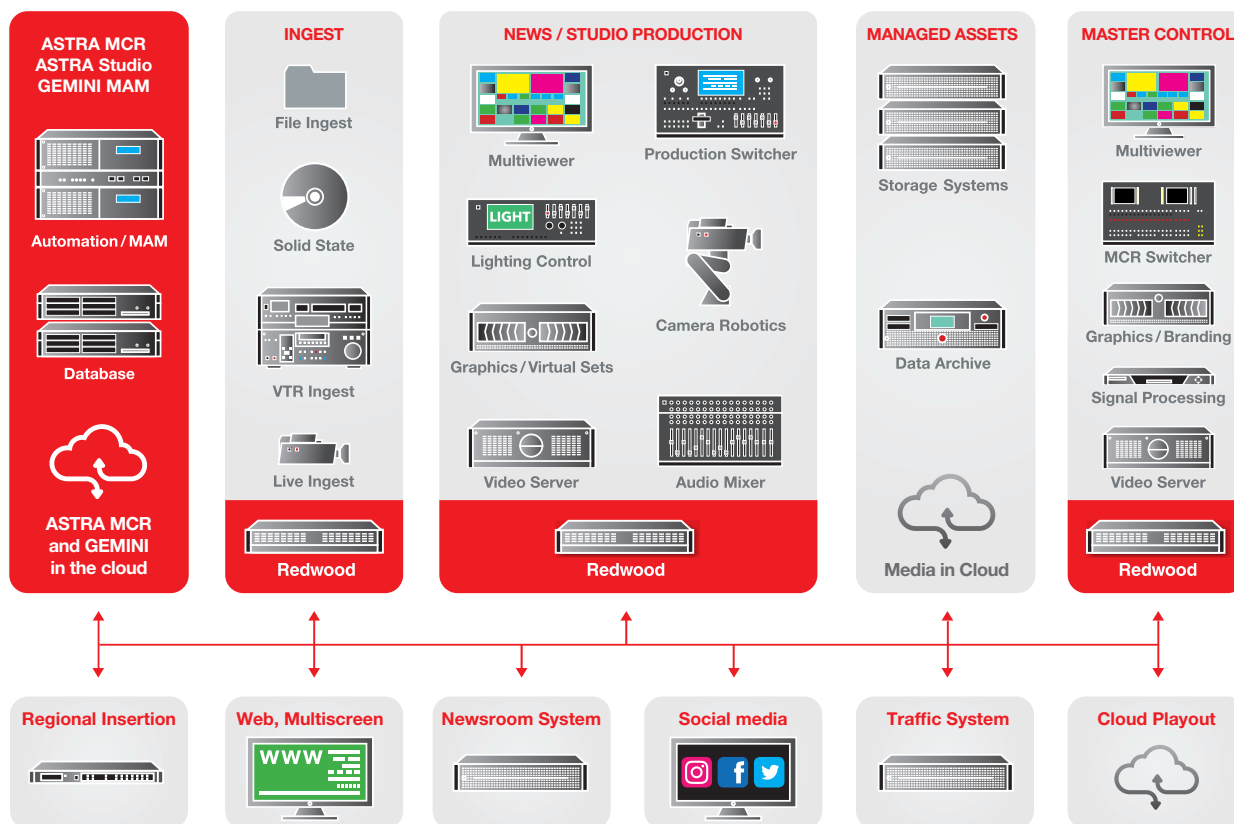 ASTRA MCR
ASTRA Studio
GEMINI MAM
Automation / MAM
Database
ASTRA MCR
and GEMINI
in the cloud
INGEST
File Ingest
Solid State
VTR Ingest
Live Ingest
Redwood
NEWS / STUDIO PRODUCTION
Multiviewer
Production Switcher
LIGHT
Lighting Control
Camera Robotics
Graphics / Virtual Sets
Video Server
Audio Mixer
Redwood
MANAGED ASSETS
Storage Systems
Data Archive
Media in Cloud
MASTER CONTROL
Multiviewer
MCR Switcher
Graphics / Branding
Signal Processing
Video Server
Redwood
Regional Insertion
Web, Multiscreen
WWW
Newsroom System
Social media
Traffic System
Cloud Playout